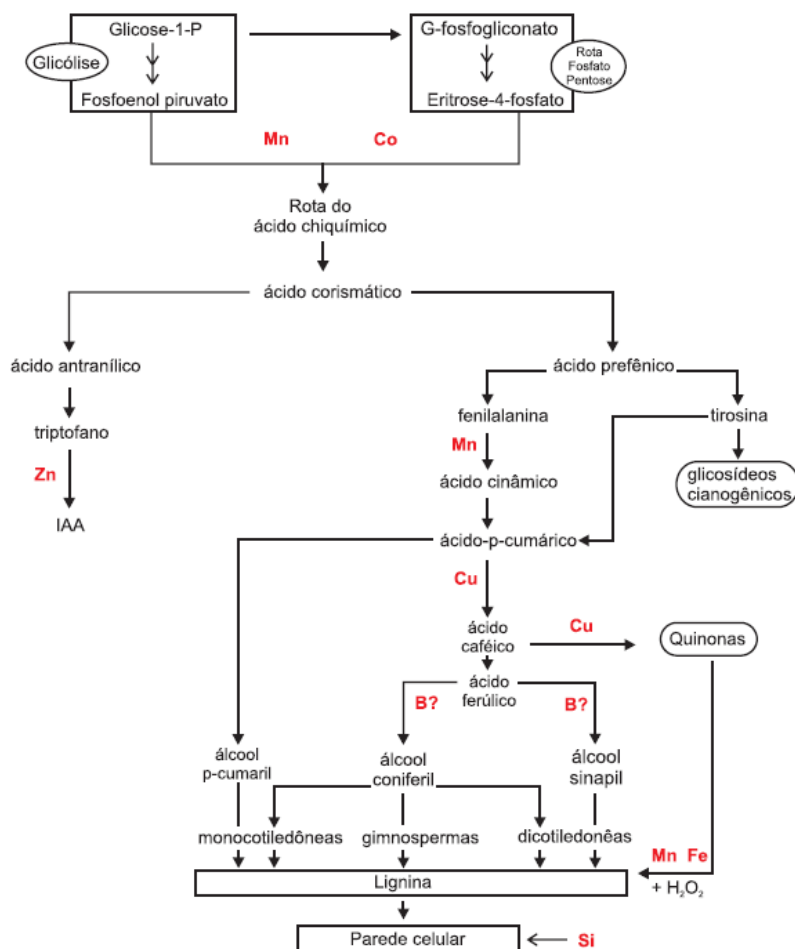 Glicose-1-P
Glicólise
Fosfoenol piruvato
G-fosfogliconato
Rota
Fosfato
Pentose
Eritrose-4-fosfato
Mn
Co
Rota do
ácido chiquímico
ácido corismático
ácido antranílico
ácido prefênico
triptofano
fenilalanina
tirosina
Zn
Mn
glicosídeos
cianogênicos
IAA
ácido cinâmico
ácido-p-cumárico
Cu
ácido
caféico
Cu
Quinonas
ácido
ferúlico
B?
B?
álcool
p-cumaril
álcool
coniferil
álcool
sinapil
monocotiledôneas
gimnospermas
dicotiledonêas
Mn Fe
Lignina
+ H₂O₂
Parede celular
Si